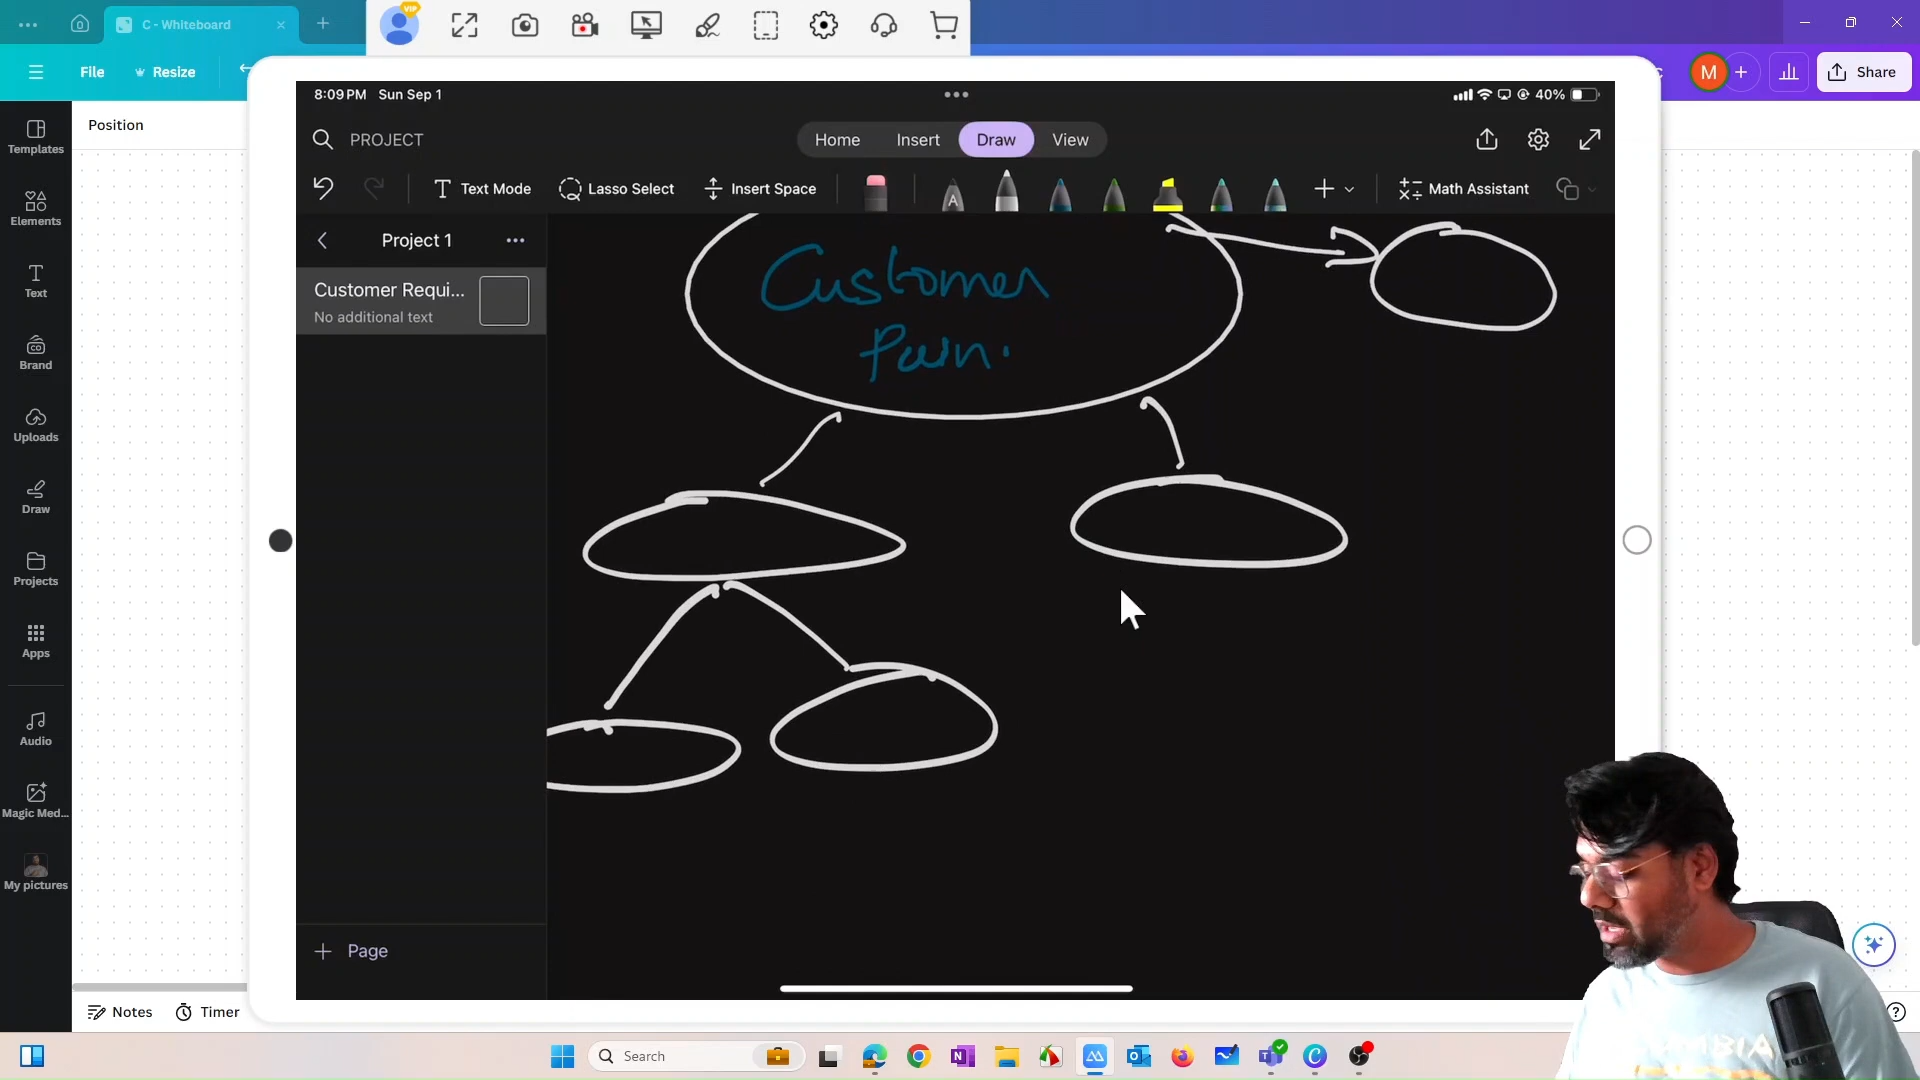 C - Whiteboard
VIP
File
Resize
M
Share
Position
Templates
Elements
Text
Brand
Uploads
Draw
Projects
Apps
Audio
Magic Med...
My pictures
8:09 PM Sun Sep 1
40%
PROJECT
Home
Insert
Draw
View
Text Mode
Lasso Select
Insert Space
A
Math Assistant
Project 1
Customer Requi...
No additional text
Customer
Pain.
Page
Notes
Timer
Search